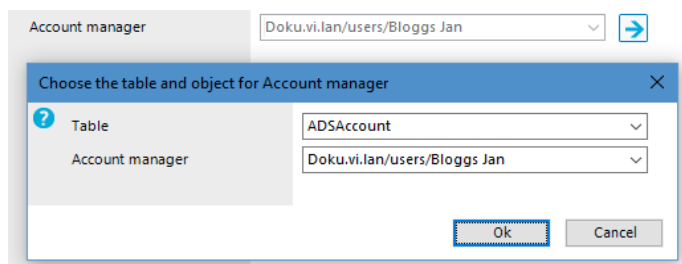 Account manager Doku.vi.lan/users/Bloggs Jan
Choose the table and object for Account manager
? Table ADSAccount
Account manager Doku.vi.lan/users/Bloggs Jan
Ok Cancel